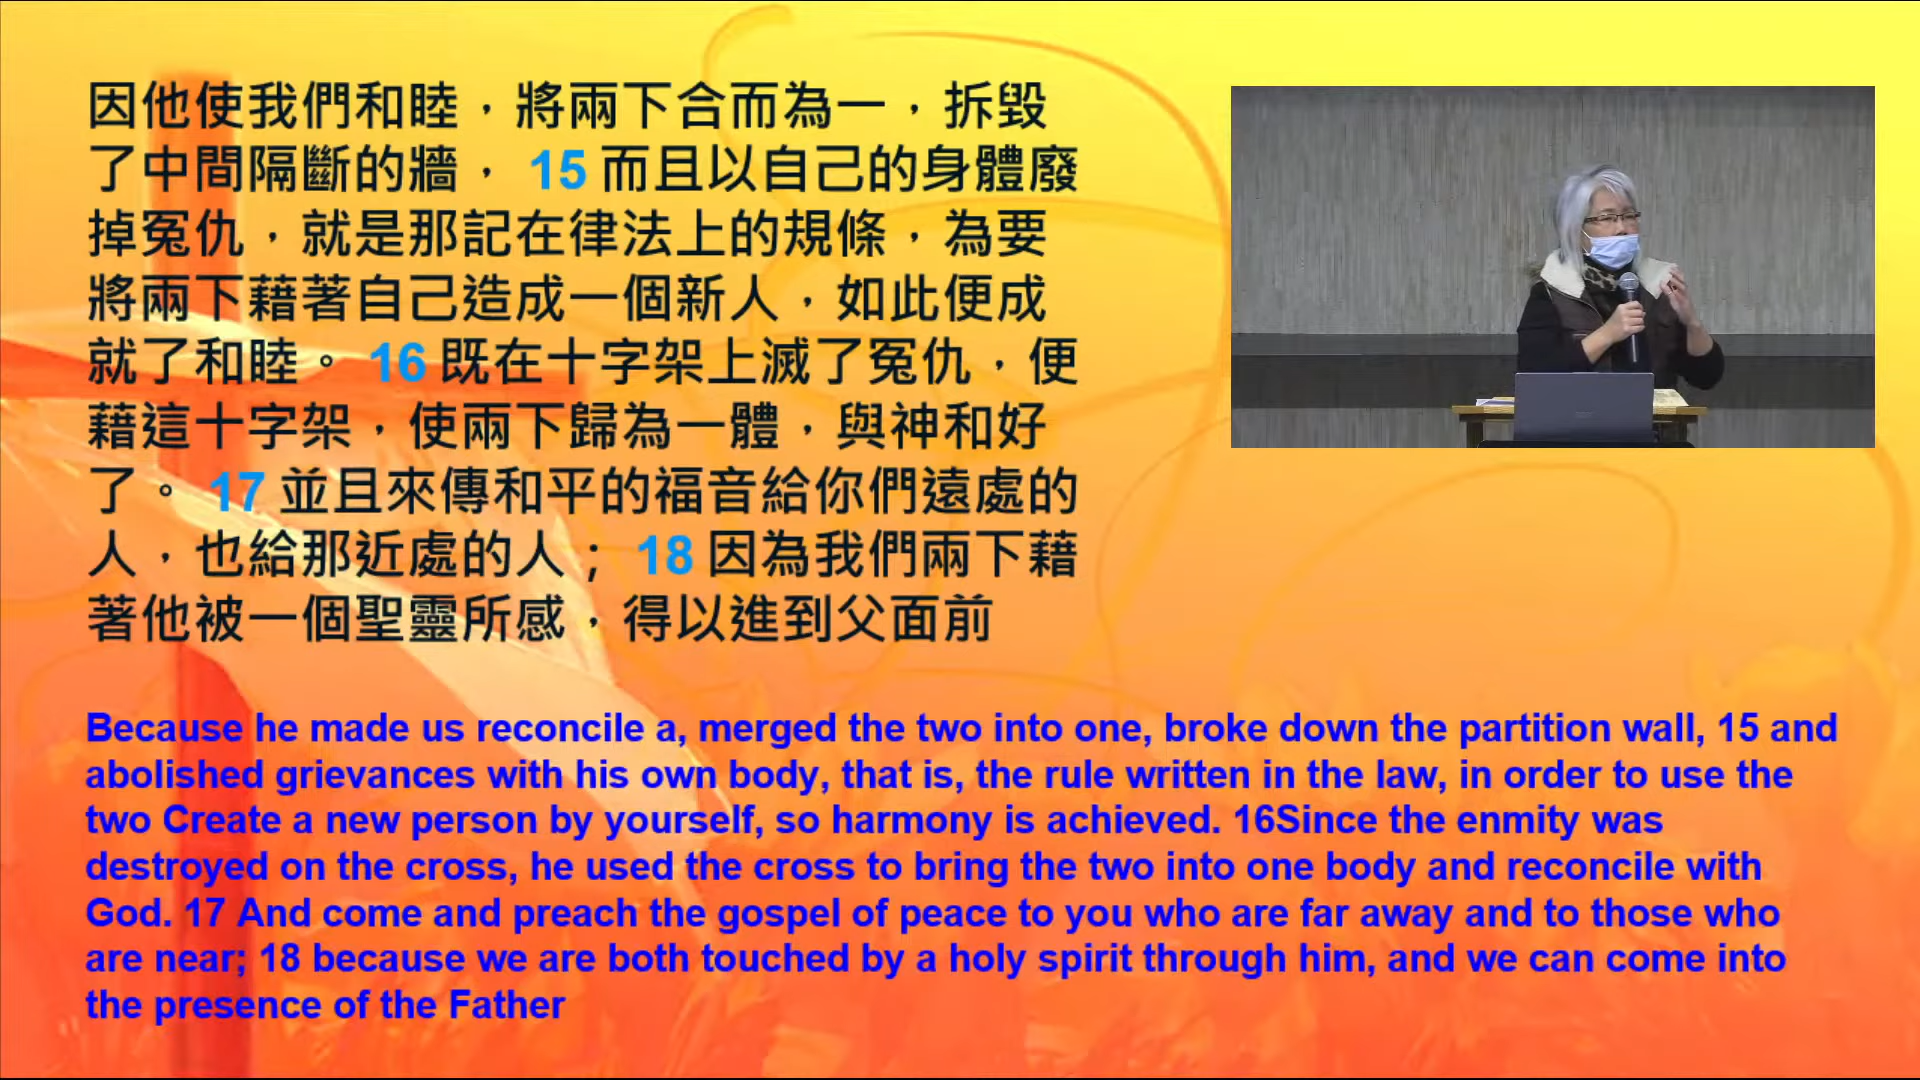 因他使我們和睦，將兩下合而為一，拆毀
了中間隔斷的牆， 15 而且以自己的身體廢
掉冤仇，就是那記在律法上的規條，為要
將兩下藉著自己造成一個新人，如此便成
就了和睦。 16 既在十字架上滅了冤仇，便
藉這十字架，使兩下歸為一體，與神和好
了。 17 並且來傳和平的福音給你們遠處的
人，也給那近處的人； 18 因為我們兩下藉
著他被一個聖靈所感，得以進到父面前
Because he made us reconcile a, merged the two into one, broke down the partition wall, 15 and
abolished grievances with his own body, that is, the rule written in the law, in order to use the
two Create a new person by yourself, so harmony is achieved. 16Since the enmity was
destroyed on the cross, he used the cross to bring the two into one body and reconcile with
God. 17 And come and preach the gospel of peace to you who are far away and to those who
are near; 18 because we are both touched by a holy spirit through him, and we can come into
the presence of the Father